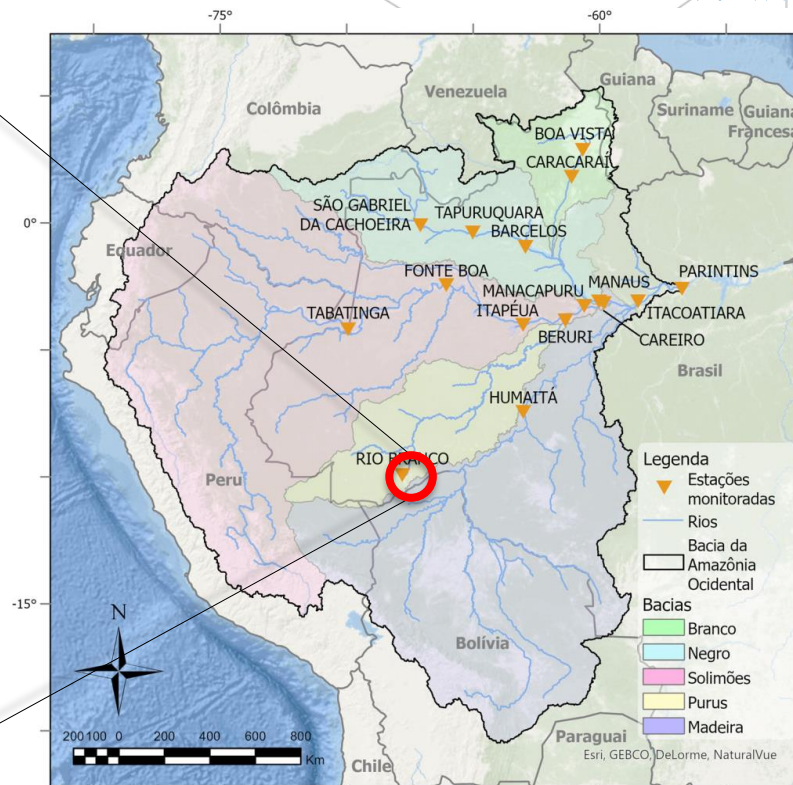 -75°
-60°
Guiana
Venezuela
Colômbia
Suriname
Guiana
Francesa
BOA VISTA
CARACARAÍ
SÃO GABRIEL
DA CACHOEIRA
TAPURUQUARA
BARCELOS
0°
Equador
FONTE BOA
MANAUS
PARINTINS
MANACAPURU
TABATINGA
ITAPÉUA
ITACOATIARA
BERURI
CAREIRO
Brasil
HUMAITÁ
RIO BRANCO
Peru
Legenda
Estações
monitoradas
Rios
Bacia da
Amazônia
Ocidental
Bacias
Branco
Negro
Solimões
Purus
Madeira
-15°
N
Bolívia
200 100 0 200 400 600 800
Km
Paraguai
Chile
Esri, GEBCO, DeLorme, NaturalVue